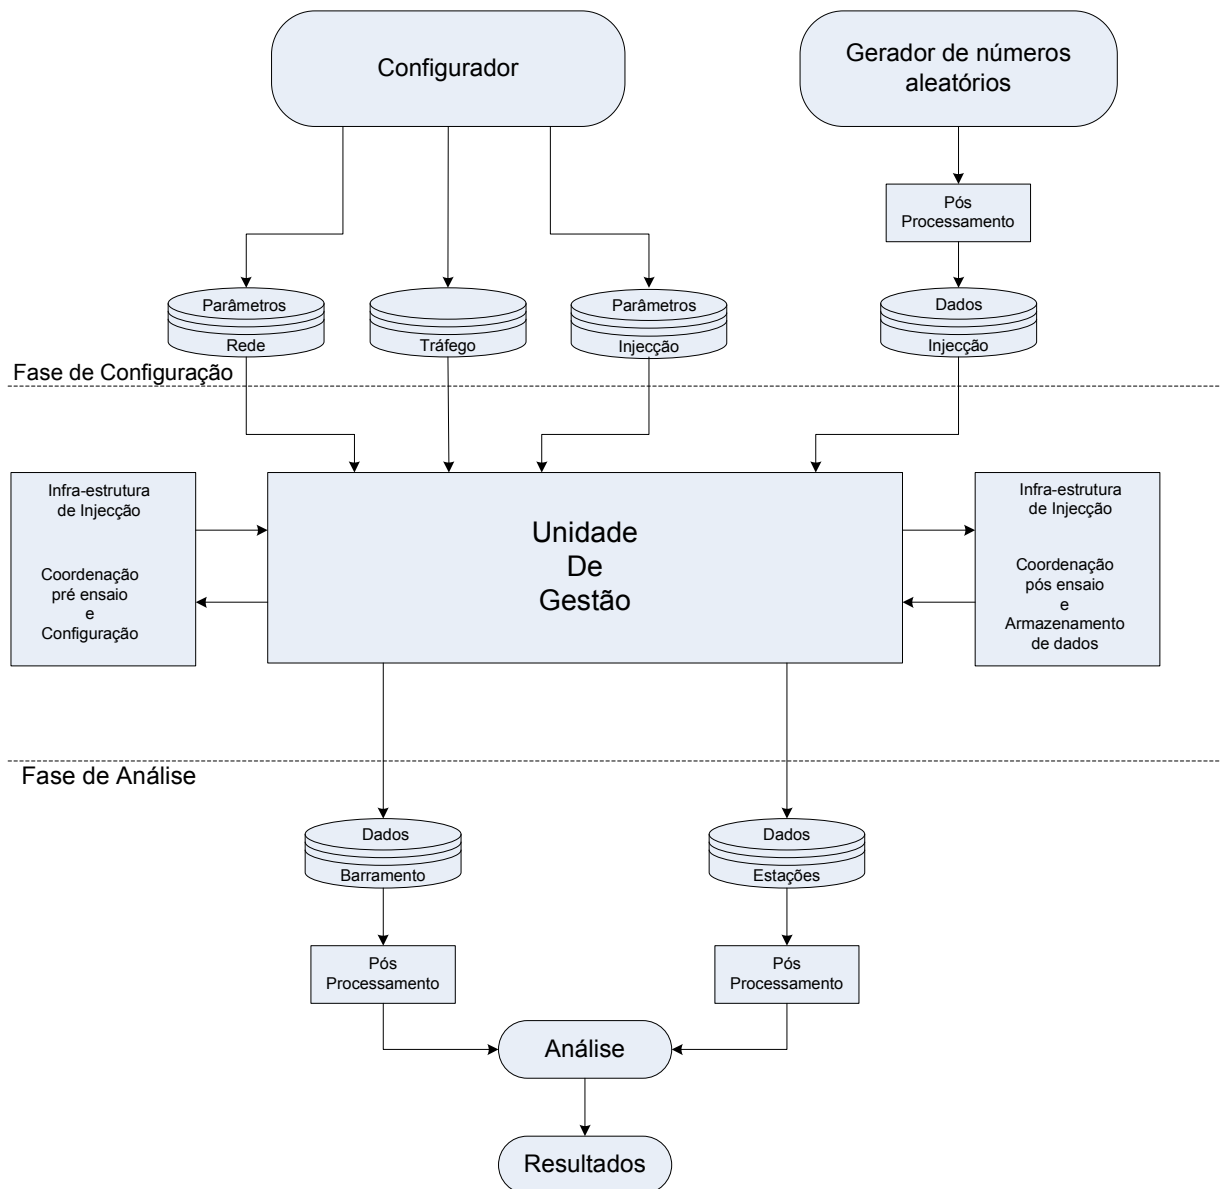 Configurador
Gerador de números
aleatórios
Pós
Processamento
Parâmetros
Rede
Tráfego
Parâmetros
Injecção
Dados
Injecção
Fase de Configuração
Infra-estrutura
de Injecção
Coordenação
pré ensaio
e
Configuração
Unidade
De
Gestão
Infra-estrutura
de Injecção
Coordenação
pós ensaio
e
Armazenamento
de dados
Fase de Análise
Dados
Barramento
Dados
Estações
Pós
Processamento
Pós
Processamento
Análise
Resultados